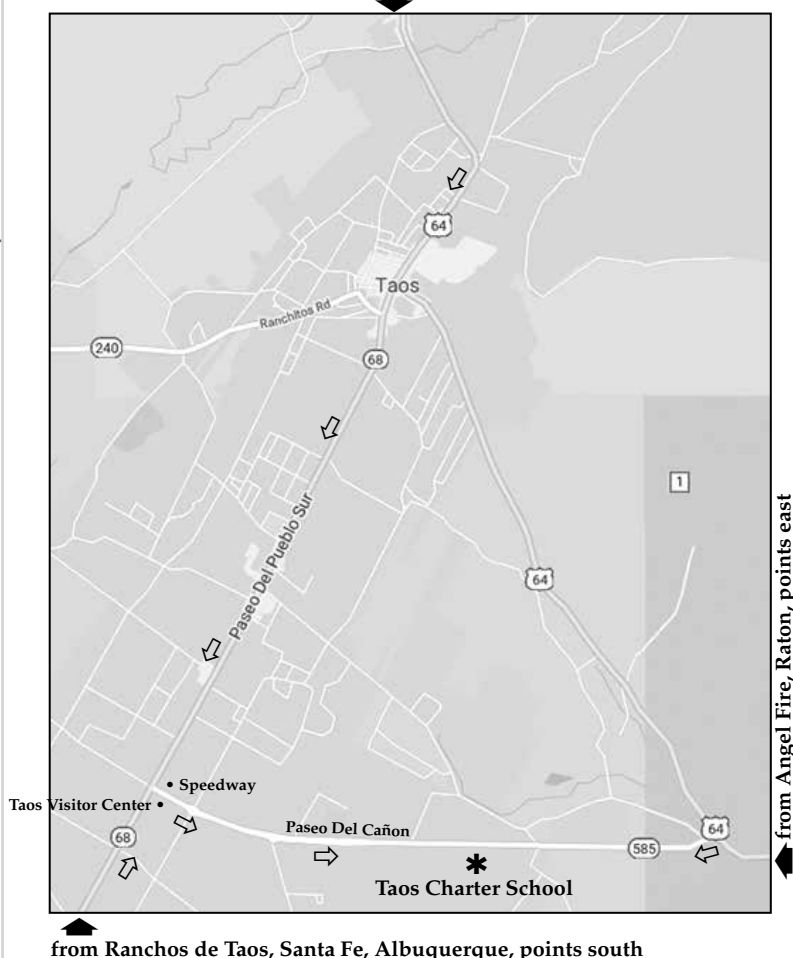 64
Taos
Ranchitos Rd
240
68
1
Paseo Del Pueblo Sur
64
from Angel Fire, Raton, points east
• Speedway
Taos Visitor Center •
68
Paseo Del Cañon
64
585
*
Taos Charter School
from Ranchos de Taos, Santa Fe, Albuquerque, points south